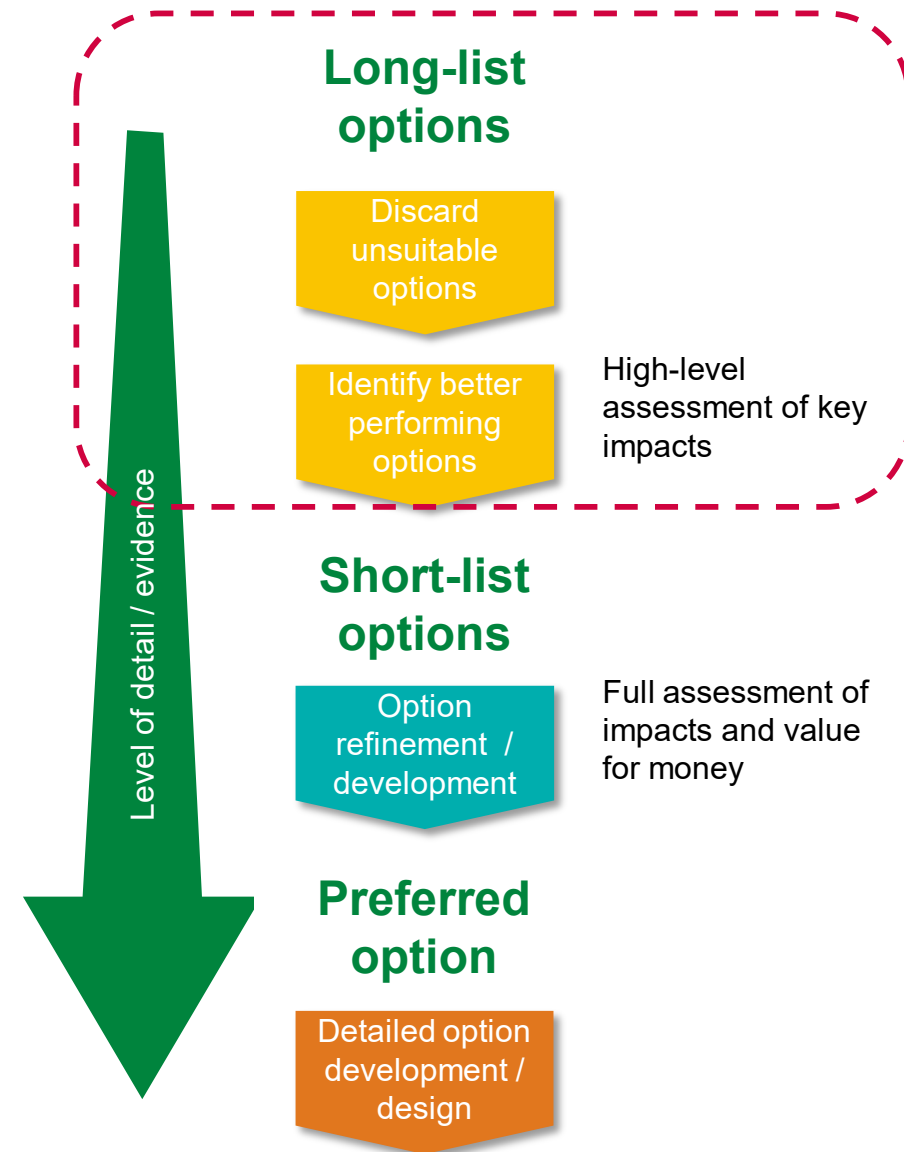 Long-list
options
Discard
unsuitable
options
Identify better
performing
options
High-level
assessment of key
impacts
Level of detail / evidence
Short-list
options
Option
refinement /
development
Full assessment of
impacts and value
for money
Preferred
option
Detailed option
development /
design